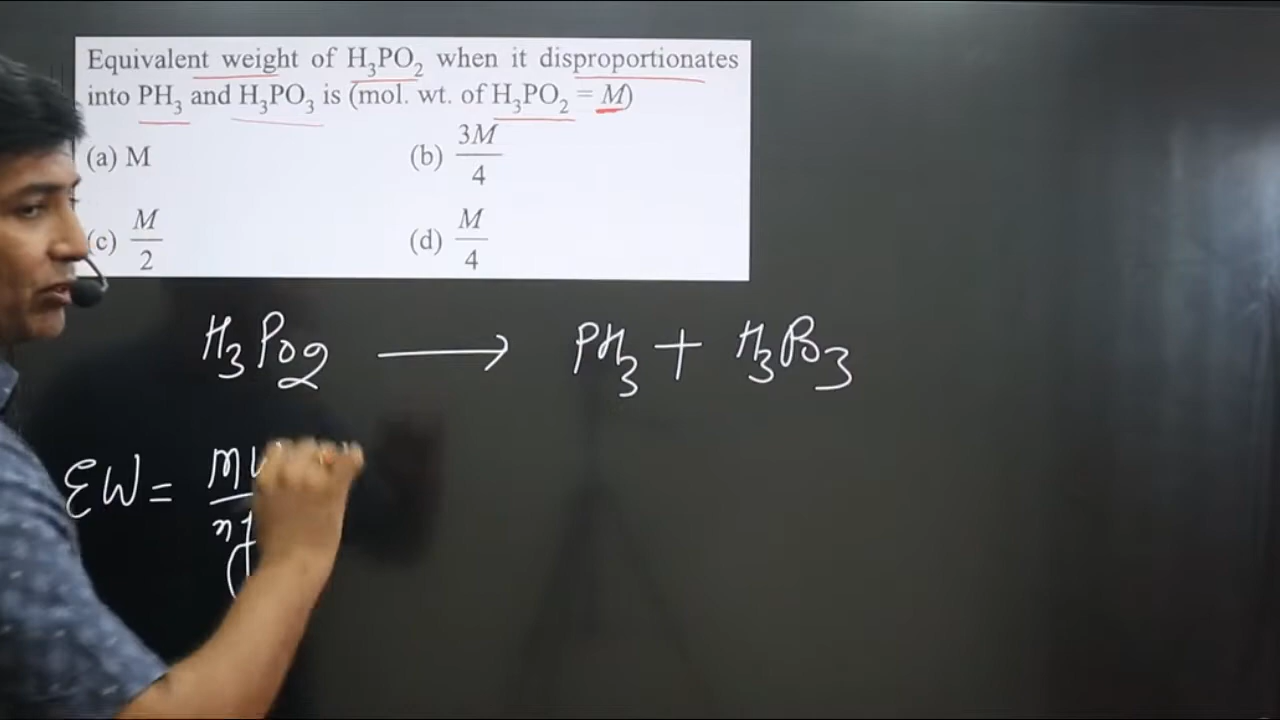 Equivalent weight of H₃PO₂ when it disproportionates
into PH₃ and H₃PO₃ is (mol. wt. of H₃PO₂ = M)
(a) M (b) 3M/4
(c) M/2 (d) M/4
H₃PO₂ ⟶ PH₃ + H₃PO₃
EW =